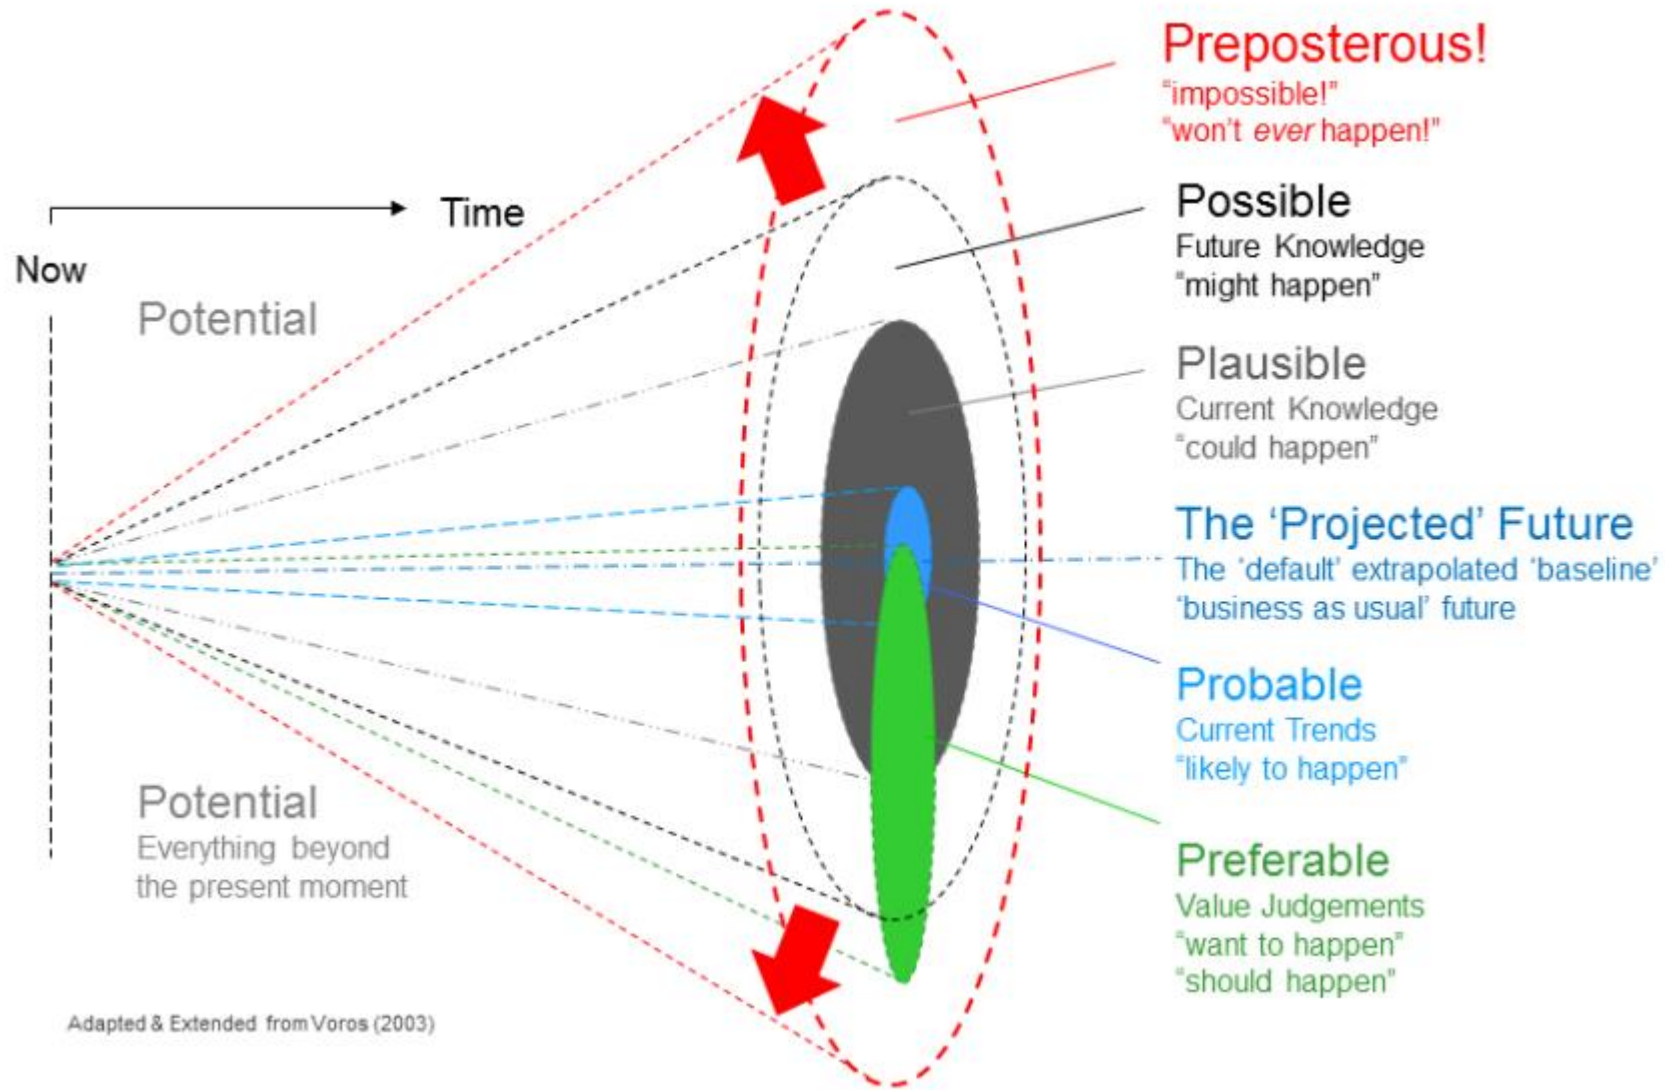 Preposterous!
“impossible!”
“won’t ever happen!”
Time
Now
Potential
Possible
Future Knowledge
“might happen”
Plausible
Current Knowledge
“could happen”
The ‘Projected’ Future
The ‘default’ extrapolated ‘baseline’
‘business as usual’ future
Probable
Current Trends
“likely to happen”
Potential
Everything beyond
the present moment
Preferable
Value Judgements
“want to happen”
“should happen”
Adapted & Extended from Voros (2003)